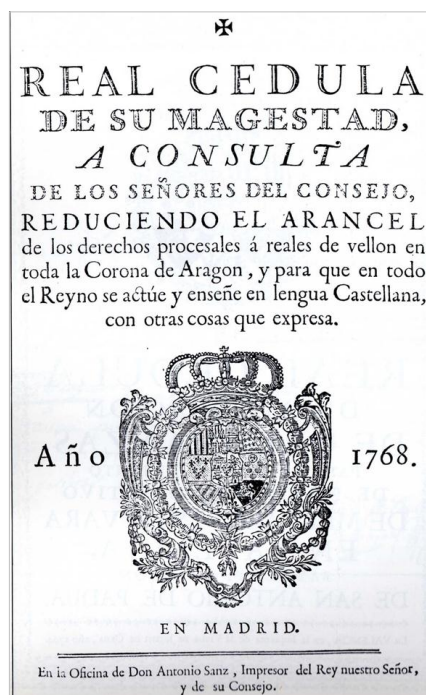 REAL CEDULA
DE SU MAGESTAD,
A CONSULTA
DE LOS SEÑORES DEL CONSEJO,
REDUCIENDO EL ARANCEL
de los derechos procesales á reales de vellon en
toda la Corona de Aragon, y para que en todo
el Reyno se actúe y enseñe en lengua Castellana,
con otras cosas que expresa.
Año 1768.
EN MADRID.
En la Oficina de Don Antonio Sanz, Impresor del Rey nuestro Señor,
y de su Consejo.